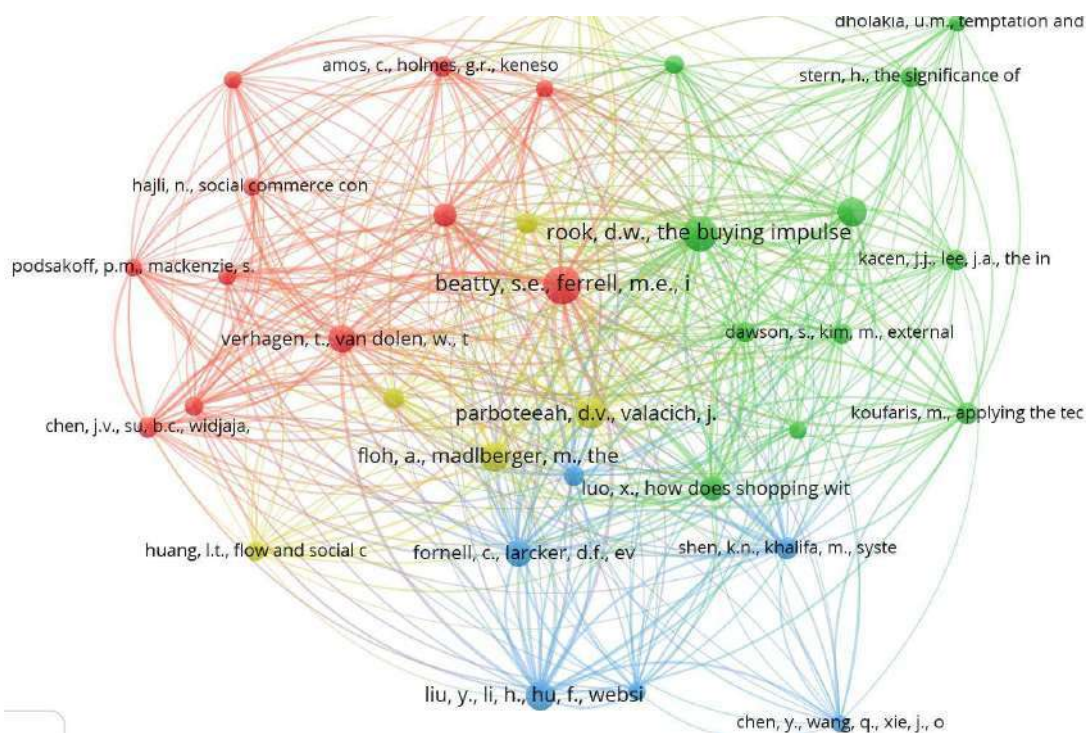 dholakia, u.m., temptation and
amos, c., holmes, g.r., keneso
stern, h., the significance of
hajli, n., social commerce con
rook, d.w., the buying impulse
podsakoff, p.m., mackenzie, s.
kacen, j.j., lee, j.a., the in
beatty, s.e., ferrell, m.e., i
verhagen, t., van dolen, w., t
dawson, s., kim, m., external
parboteeah, d.v., valacich, j.
koufaris, m., applying the tec
chen, j.v., su, b.c., widjaja,
floh, a., madlberger, m., the
luo, x., how does shopping wit
huang, l.t., flow and social c
fornell, c., larcker, d.f., ev
shen, k.n., khalifa, m., syste
liu, y., li, h., hu, f., websi
chen, y., wang, q., xie, j., o